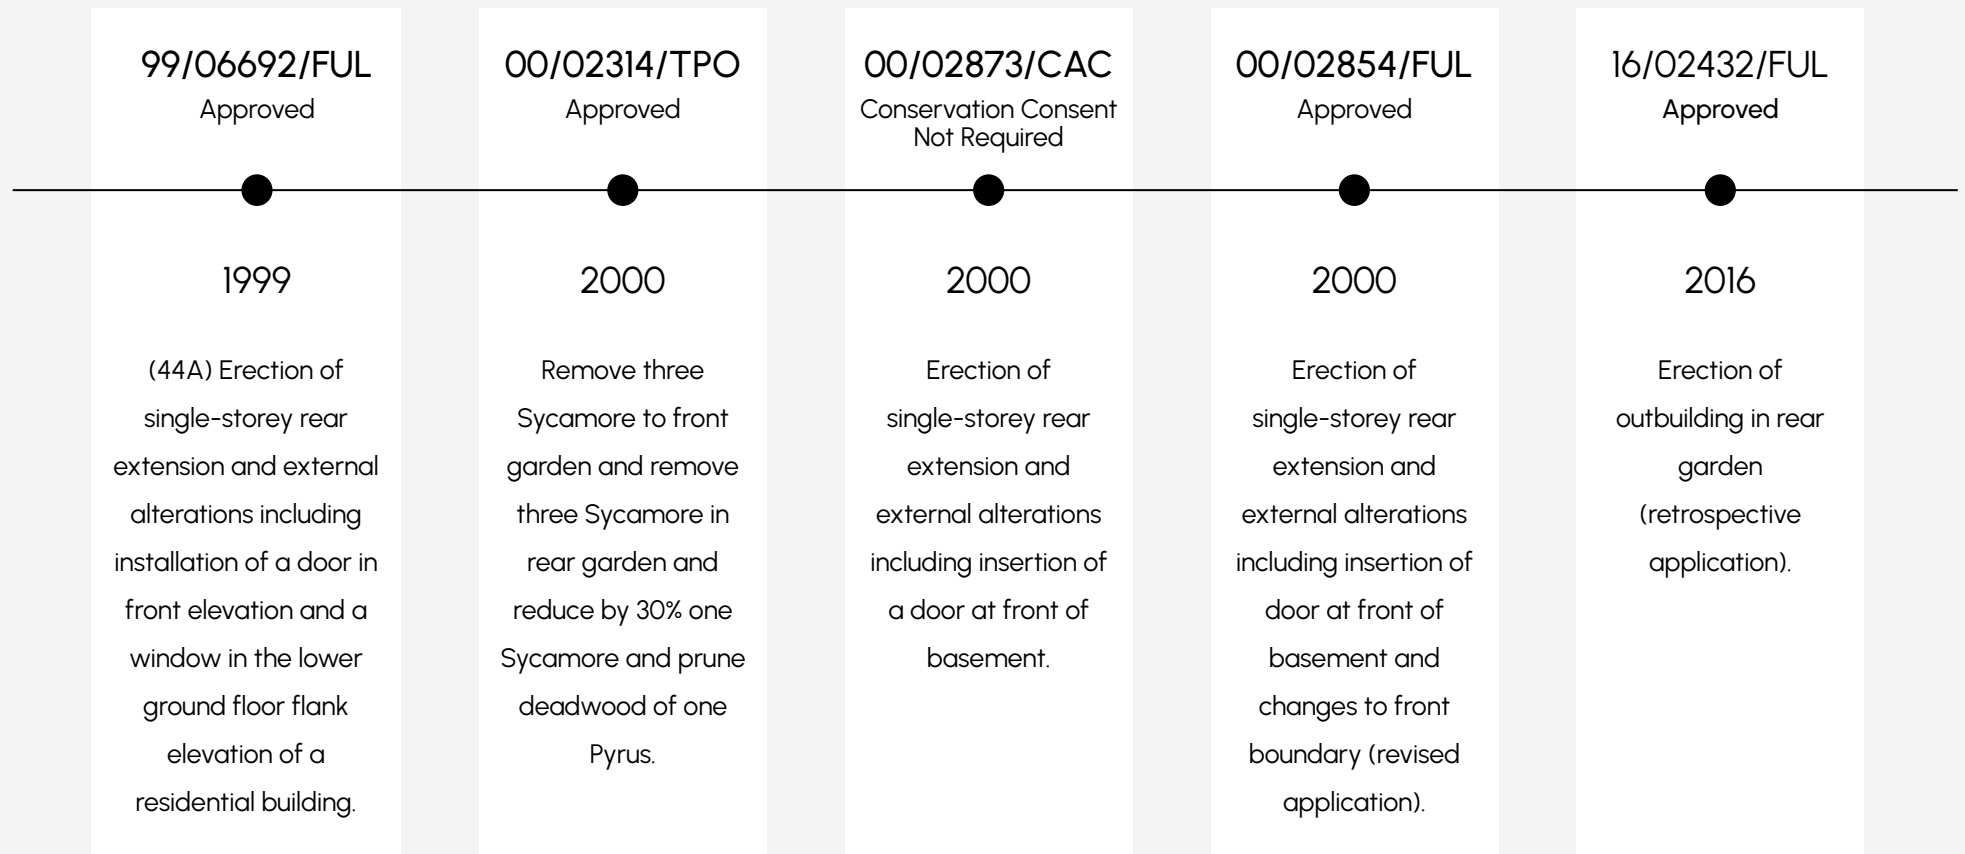 99/06692/FUL
Approved
1999
(44A) Erection of
single-storey rear
extension and external
alterations including
installation of a door in
front elevation and a
window in the lower
ground floor flank
elevation of a
residential building.
00/02314/TPO
Approved
2000
Remove three
Sycamore to front
garden and remove
three Sycamore in
rear garden and
reduce by 30% one
Sycamore and prune
deadwood of one
Pyrus.
00/02873/CAC
Conservation Consent
Not Required
2000
Erection of
single-storey rear
extension and
external alterations
including insertion of
a door at front of
basement.
00/02854/FUL
Approved
2000
Erection of
single-storey rear
extension and
external alterations
including insertion of
door at front of
basement and
changes to front
boundary (revised
application).
16/02432/FUL
Approved
2016
Erection of
outbuilding in rear
garden
(retrospective
application).